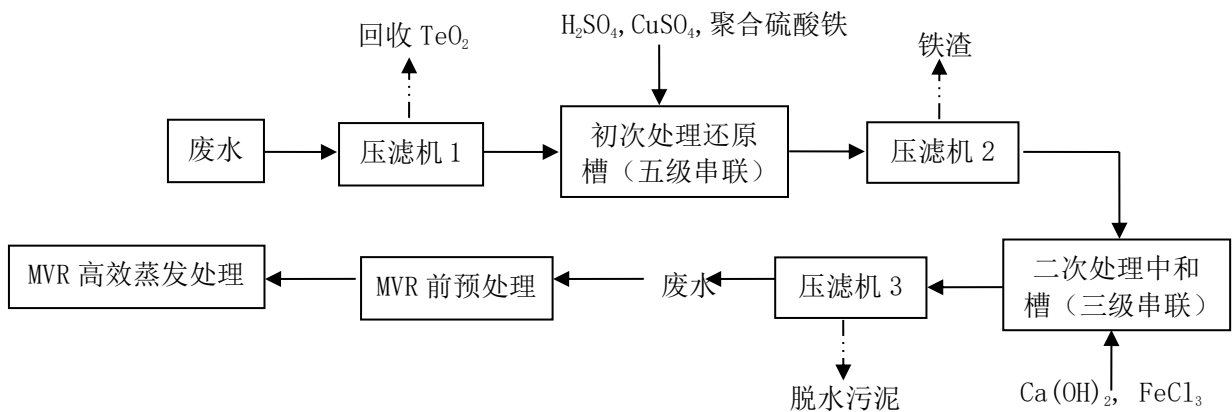 回收 TeO₂
H₂SO₄,CuSO₄,聚合硫酸铁
铁渣
废水
压滤机 1
初次处理还原
槽（五级串联）
压滤机 2
MVR 高效蒸发处理
MVR 前预处理
废水
压滤机 3
二次处理中和
槽（三级串联）
脱水污泥
Ca(OH)₂, FeCl₃